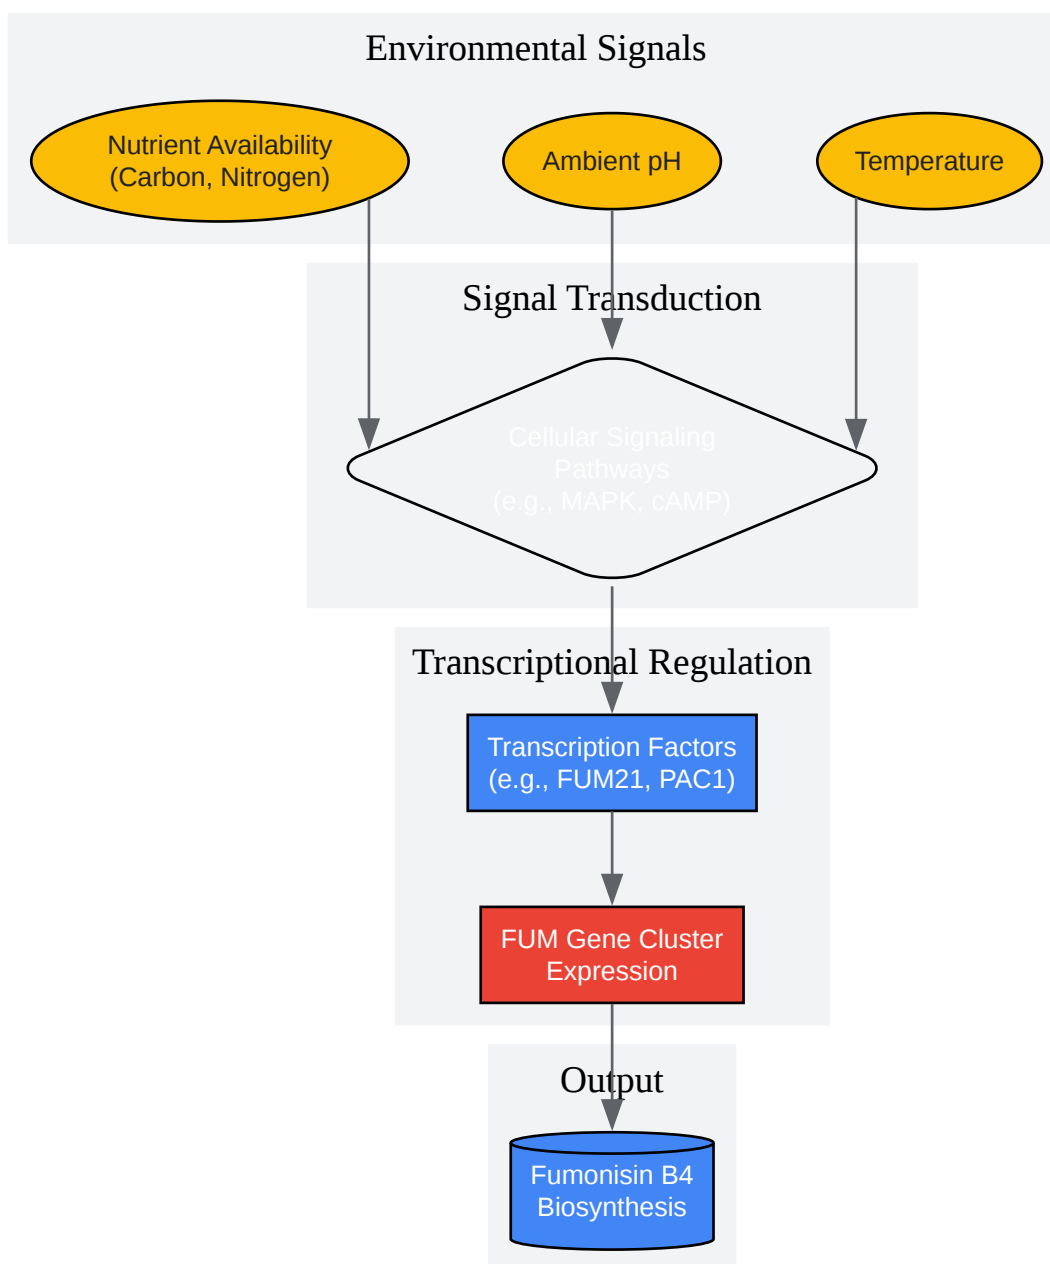 Environmental Signals
Nutrient Availability
(Carbon, Nitrogen)
Ambient pH
Temperature
Signal Transduction
Cellular Signaling
Pathways
(e.g., MAPK, cAMP)
Transcriptional Regulation
Transcription Factors
(e.g., FUM21, PAC1)
FUM Gene Cluster
Expression
Output
Fumonisin B4
Biosynthesis